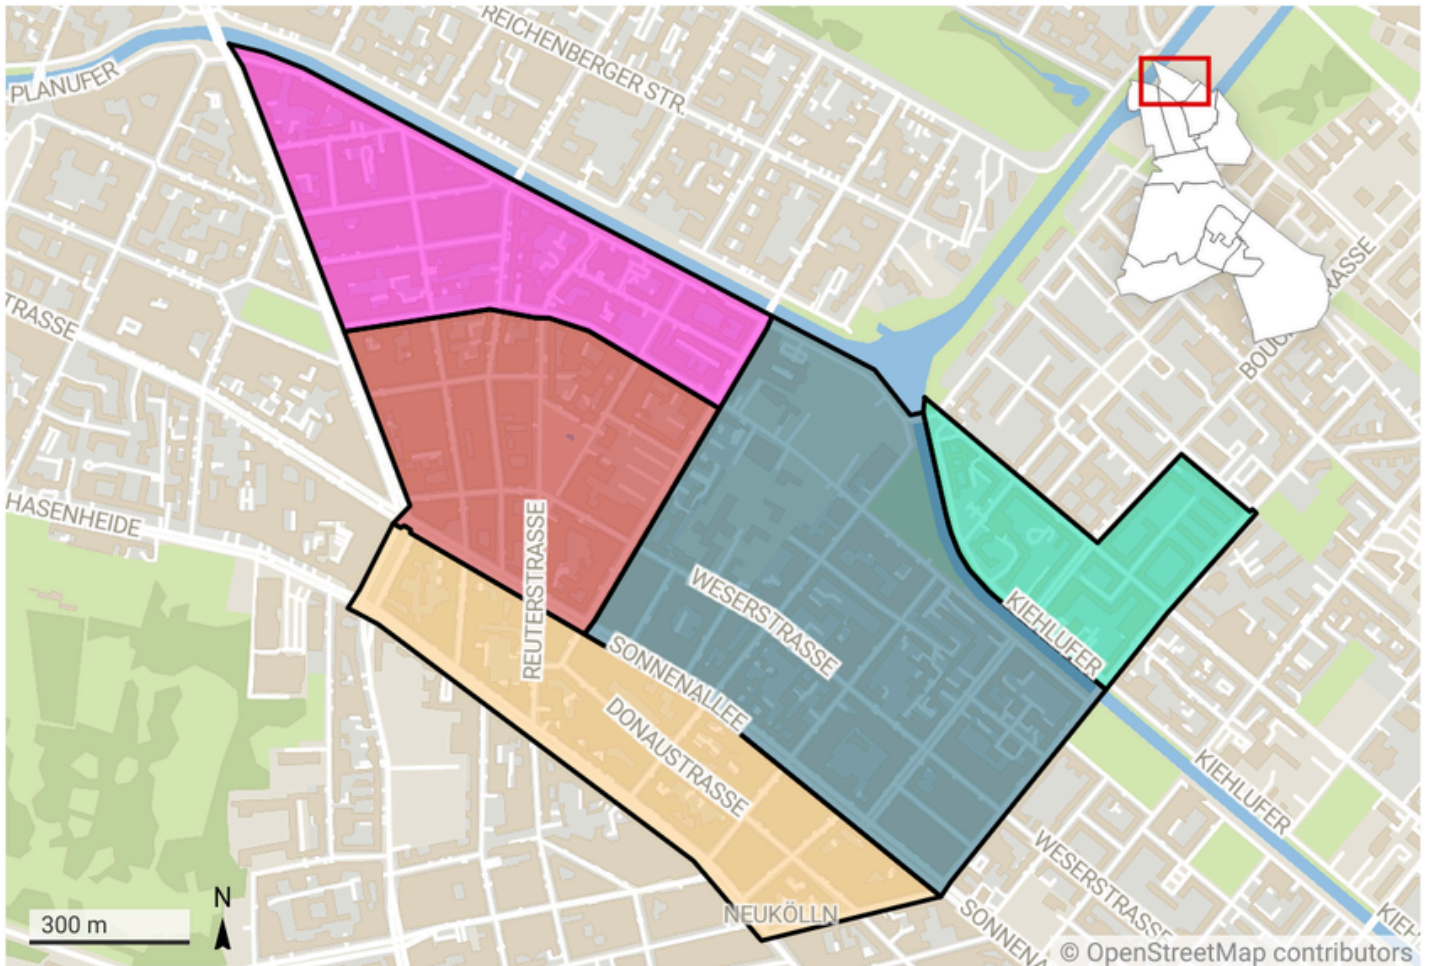 REICHENBERGER STR.
PLANUFER
TRASSE
HASENHEIDE
BOUC
ASSE
REUTERSTRASSE
WESERSTRASSE
KIEHLUFER
SONNENALLEE
DONAUSTRASSE
KIEHLUFER
WESERSTRASSE
NEUKÖLLN
SONNENA
KIEH
N
300 m
© OpenStreetMap contributors